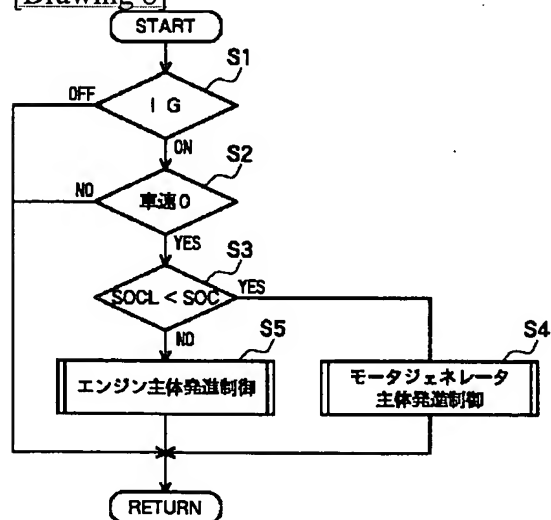 START
S1
OFF
I G
ON
S2
NO
車速0
YES
S3
SOCL < SOC
YES
NO
S5
S4
エンジン主体発進制御
モータジェネレータ
主体発進制御
RETURN